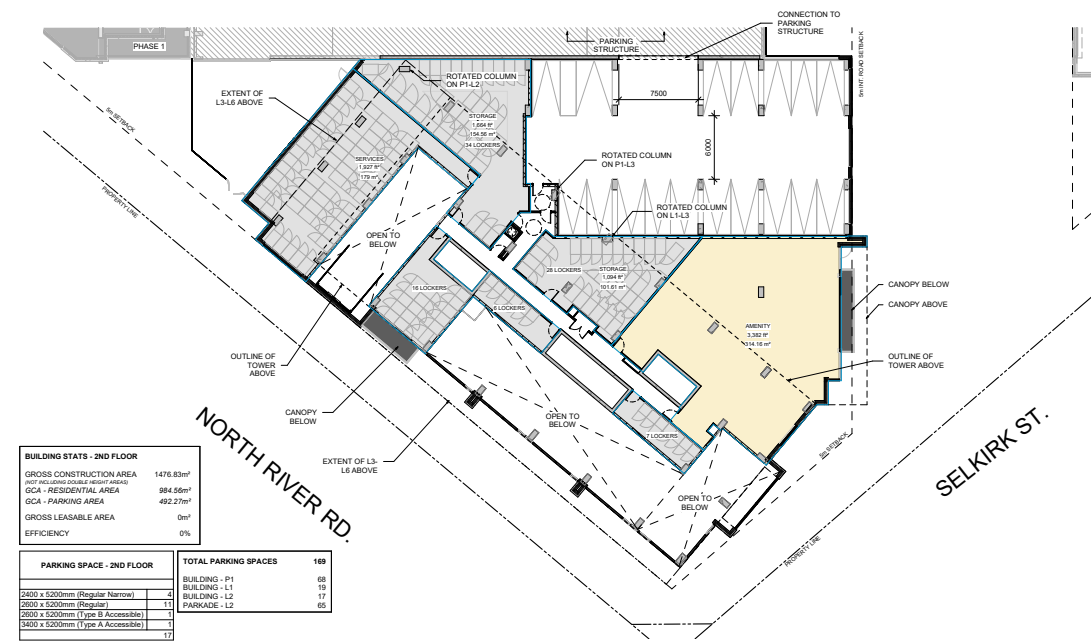 CONNECTION TO
PARKING
STRUCTURE
PARKING
STRUCTURE
PHASE 1
5m INT. ROAD SETBACK
ROTATED COLUMN
ON P1-L2
EXTENT OF
L3-L6 ABOVE
7500
5m SETBACK
STORAGE
1,664 ft²
154.56 m²
34 LOCKERS
6000
SERVICES
1,927 ft²
179 m²
ROTATED COLUMN
ON P1-L3
PROPERTY LINE
ROTATED COLUMN
ON L1-L3
OPEN TO
BELOW
28 LOCKERS
STORAGE
1,094 ft²
101.61 m²
16 LOCKERS
6 LOCKERS
CANOPY BELOW
CANOPY ABOVE
AMENITY
3,382 ft²
314.16 m²
OUTLINE OF
TOWER ABOVE
OUTLINE OF
TOWER
ABOVE
CANOPY
BELOW
OPEN TO
BELOW
7 LOCKERS
NORTH RIVER RD.
EXTENT OF L3-
L6 ABOVE
5m SETBACK
SELKIRK ST.
OPEN TO
BELOW
PROPERTY LINE
BUILDING STATS - 2ND FLOOR
GROSS CONSTRUCTION AREA 1476.83m²
(NOT INCLUDING DOUBLE HEIGHT AREAS)
GCA - RESIDENTIAL AREA 984.56m²
GCA - PARKING AREA 492.27m²
GROSS LEASABLE AREA 0m²
EFFICIENCY 0%
PARKING SPACE - 2ND FLOOR
2400 x 5200mm (Regular Narrow) 4
2600 x 5200mm (Regular) 11
2600 x 5200mm (Type B Accessible) 1
3400 x 5200mm (Type A Accessible) 1
17
TOTAL PARKING SPACES 169
BUILDING - P1 68
BUILDING - L1 19
BUILDING - L2 17
PARKADE - L2 65